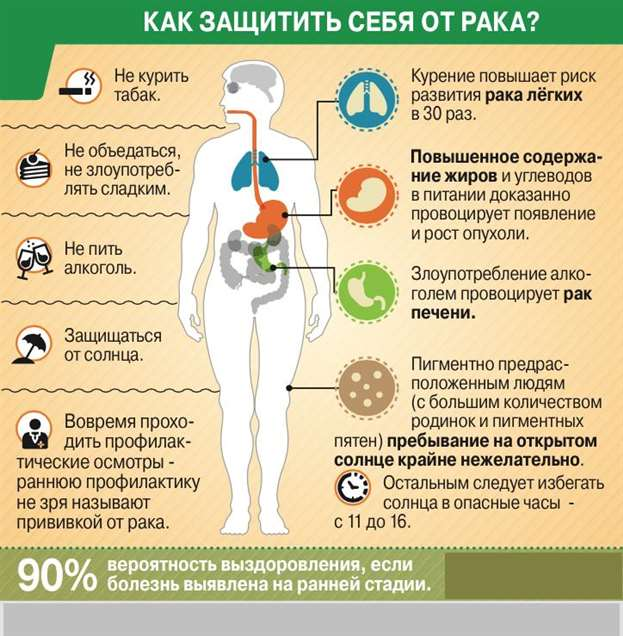 КАК ЗАЩИТИТЬ СЕБЯ ОТ РАКА?
Не курить
табак.
Не объедаться,
не злоупотреб-
лять сладким.
Не пить
алкоголь.
Защищаться
от солнца.
Вовремя прохо-
дить профилак-
тические осмотры -
раннюю профилактику
не зря называют
прививкой от рака.
Курение повышает риск
развития рака лёгких
в 30 раз.
Повышенное содержа-
ние жиров и углеводов
в питании доказанно
провоцирует появление
и рост опухоли.
Злоупотребление алко-
голем провоцирует рак
печени.
Пигментно предрас-
положенным людям
(с большим количеством
родинок и пигментных
пятен) пребывание на открытом
солнце крайне нежелательно.
Остальным следует избегать
солнца в опасные часы -
с 11 до 16.
90% вероятность выздоровления, если
болезнь выявлена на ранней стадии.